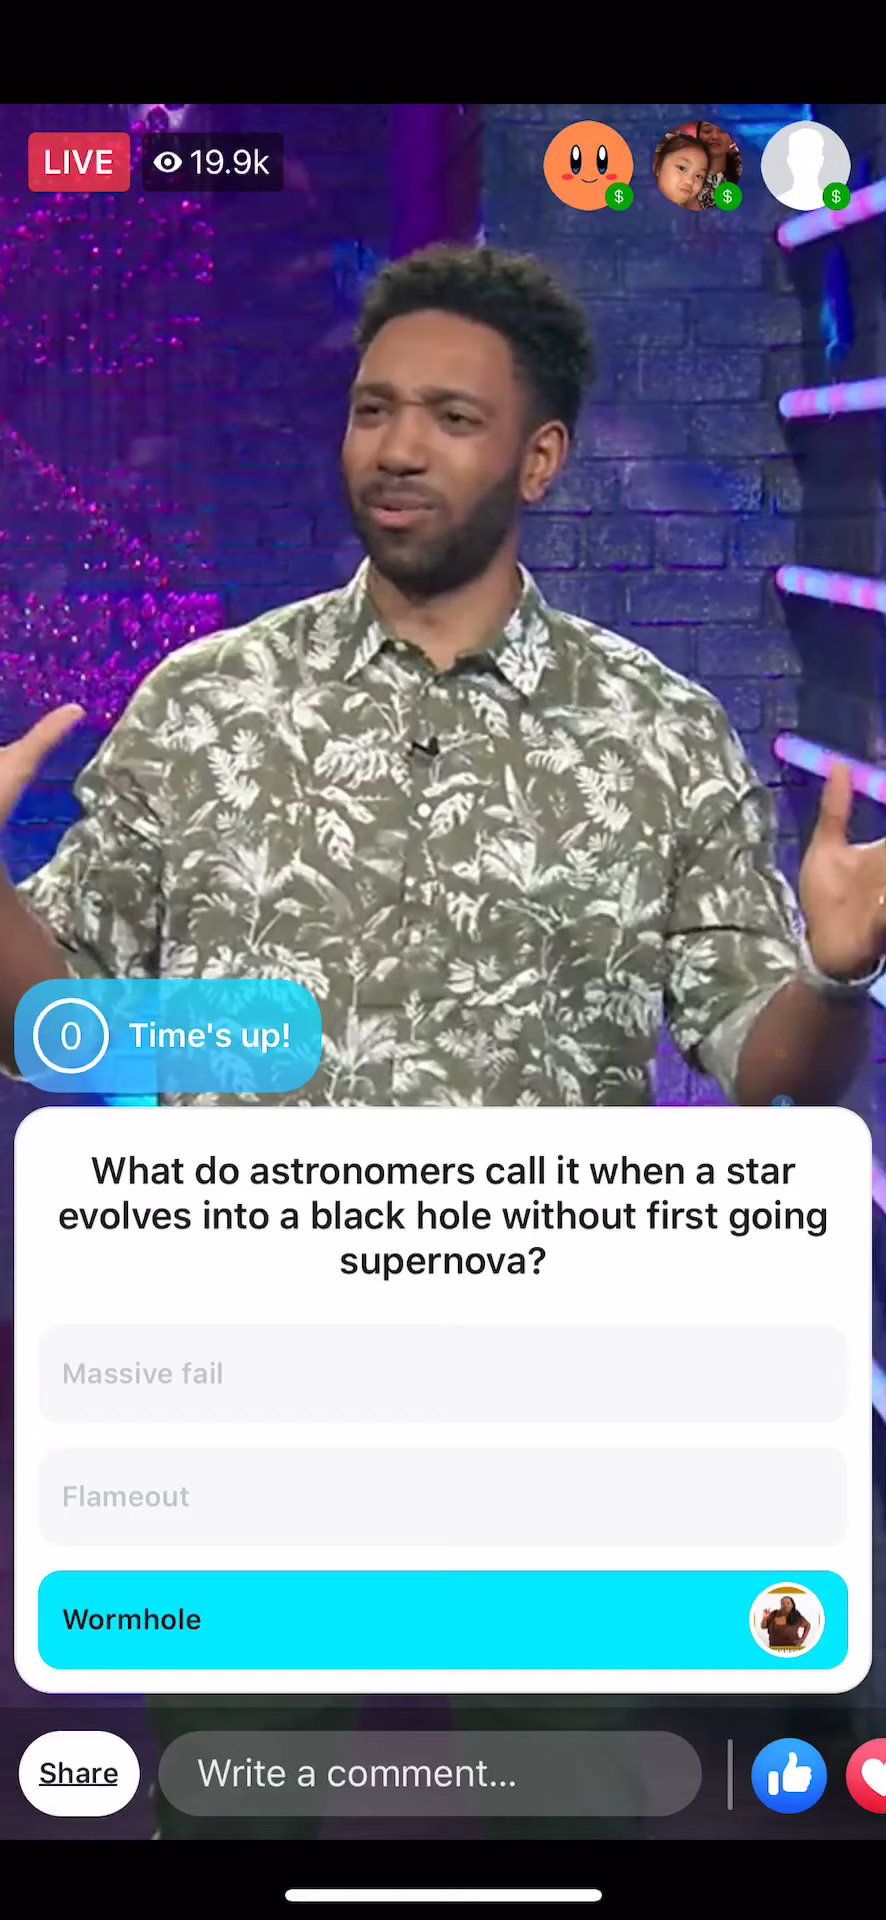 LIVE
19.9k
$
$
$
0
Time's up!
What do astronomers call it when a star
evolves into a black hole without first going
supernova?
Massive fail
Flameout
Wormhole
Share
Write a comment...